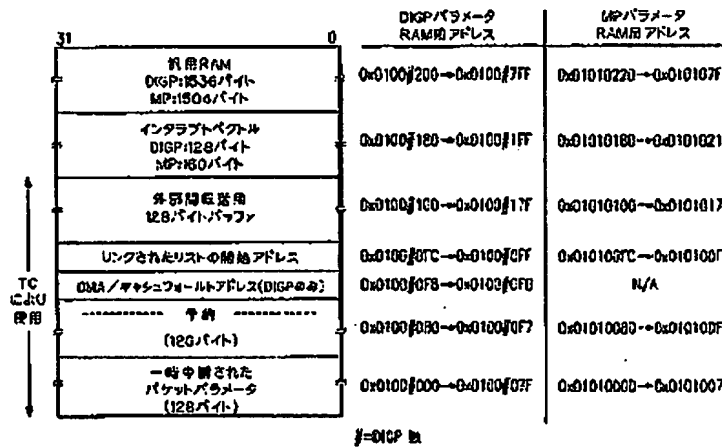 DIGPパラメータ
RAM用アドレス
MPパラメータ
RAM用アドレス
31
0
汎用RAM
DIGP:1536バイト
MP:1504バイト
0x0100#200→0x0100#7FF
0x01010220→0x010107F
インタラプトベクトル
DIGP:128バイト
MP:160バイト
0x0100#180→0x0100#1FF
0x01010180→0x0101021
外部間転送用
128バイトバッファ
0x0100#100→0x0100#17F
0x01010100→0x0101017
リンクされたリストの開始アドレス
0x0100#0FC→0x0100#0FF
0x010100FC→0x010100F
DMA/キャッシュフォールトアドレス(DIGPのみ)
0x0100#0F8→0x0100#0FB
N/A
予約
(120バイト)
0x0100#080→0x0100#0F7
0x01010080→0x010100F
一時中断された
パケットパラメータ
(128バイト)
0x0100#000→0x0100#07F
0x01010000→0x0101007
TC
により
使用
#=DIGP 数